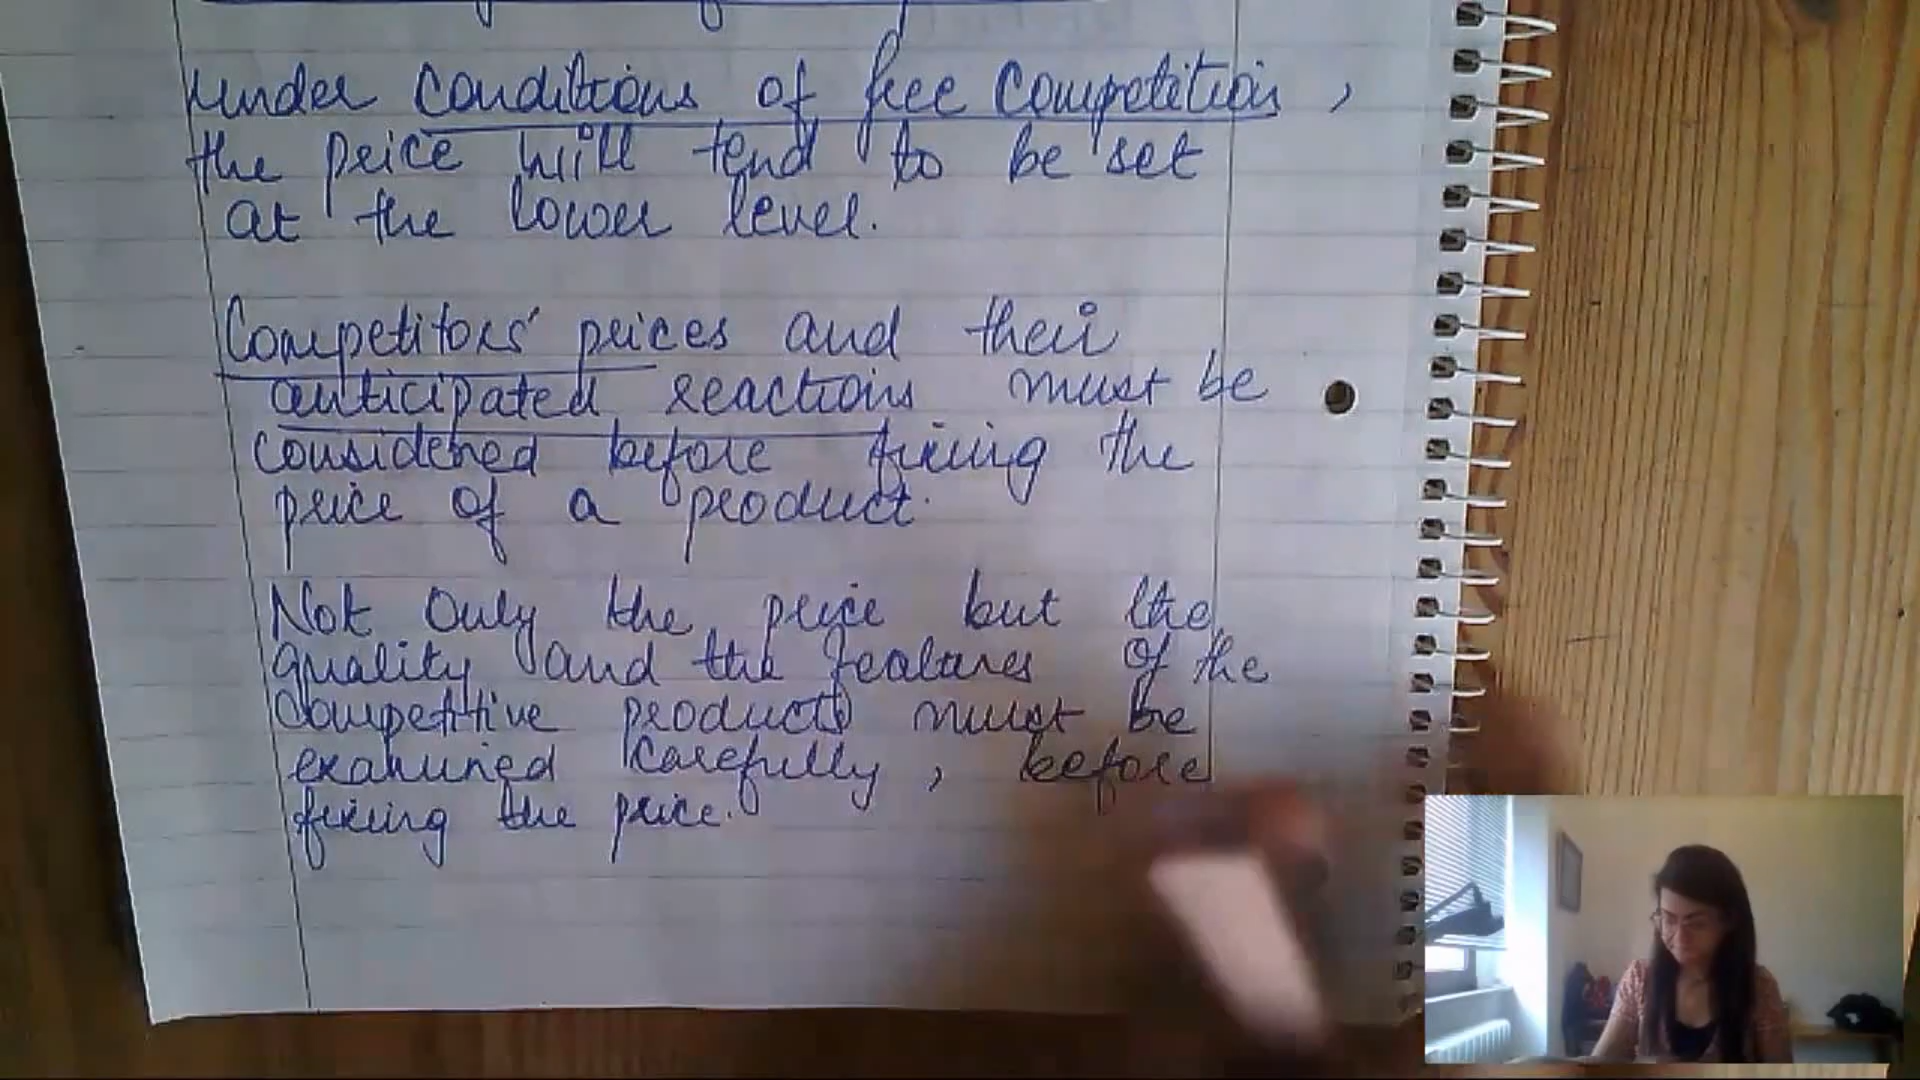 under conditions of free competition,
the price will tend to be set
at the lower level.
Competitors' prices and their
anticipated reactions must be
considered before fixing the
price of a product.
Not only the price but the
quality and the features of the
competitive products must be
examined carefully, before
fixing the price.